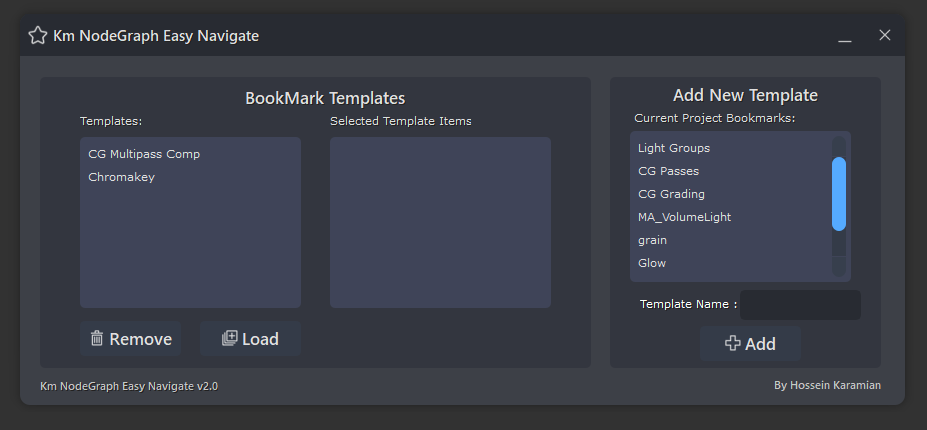 Km NodeGraph Easy Navigate
BookMark Templates
Templates:
Selected Template Items
CG Multipass Comp
Chromakey
Remove
Load
Add New Template
Current Project Bookmarks:
Light Groups
CG Passes
CG Grading
MA_VolumeLight
grain
Glow
Template Name :
Add
Km NodeGraph Easy Navigate v2.0
By Hossein Karamian